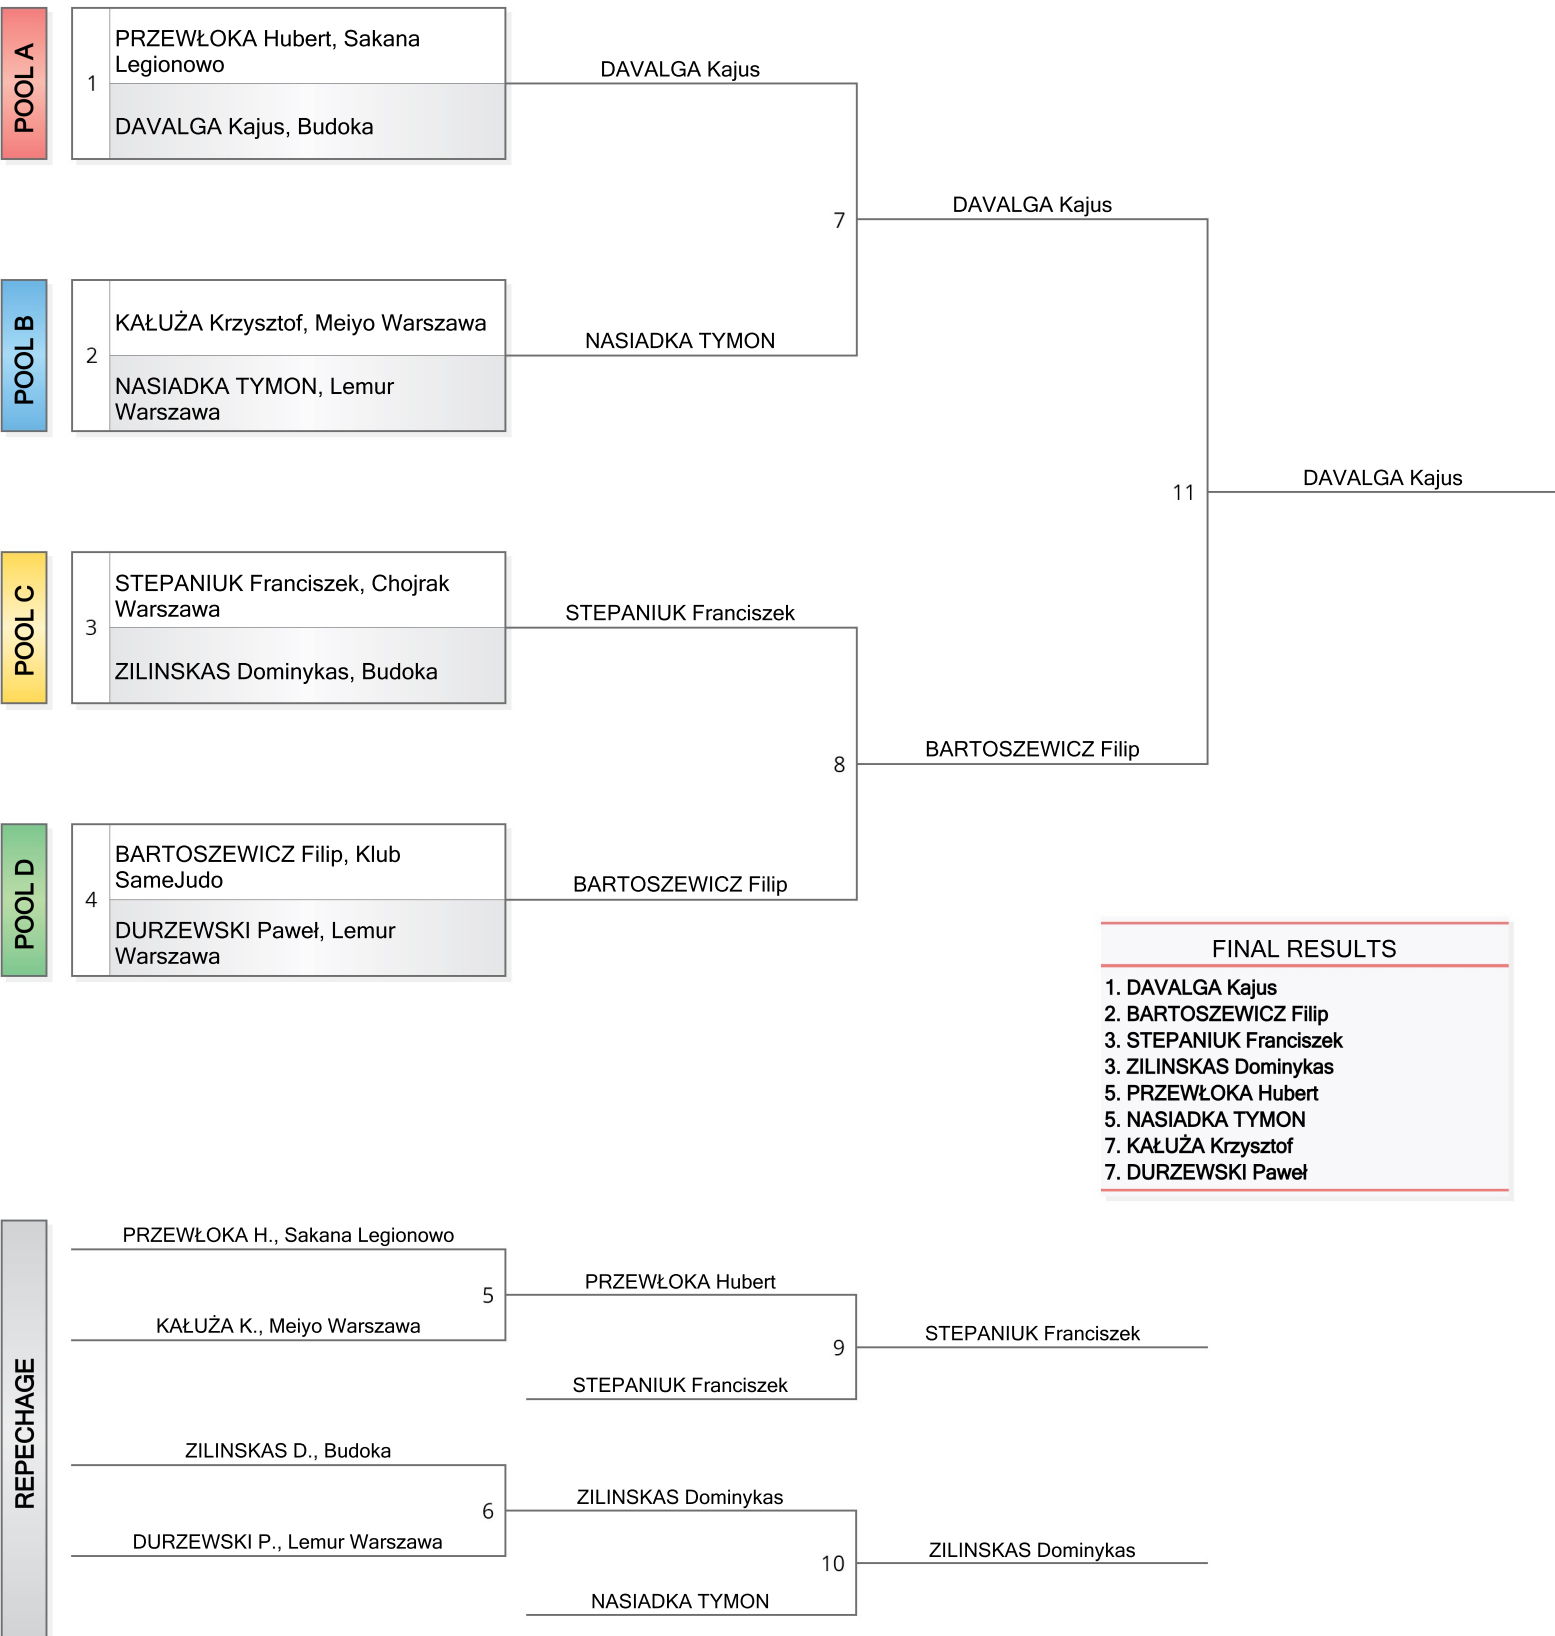 POOL A
1
PRZEWŁOKA Hubert, Sakana
Legionowo
DAVALGA Kajus, Budoka
DAVALGA Kajus
7
DAVALGA Kajus
POOL B
2
KAŁUŻA Krzysztof, Meiyo Warszawa
NASIADKA TYMON, Lemur
Warszawa
NASIADKA TYMON
11
DAVALGA Kajus
POOL C
3
STEPANIUK Franciszek, Chojrak
Warszawa
ZILINSKAS Dominykas, Budoka
STEPANIUK Franciszek
8
BARTOSZEWICZ Filip
POOL D
4
BARTOSZEWICZ Filip, Klub
SameJudo
DURZEWSKI Paweł, Lemur
Warszawa
BARTOSZEWICZ Filip
FINAL RESULTS
1. DAVALGA Kajus
2. BARTOSZEWICZ Filip
3. STEPANIUK Franciszek
3. ZILINSKAS Dominykas
5. PRZEWŁOKA Hubert
5. NASIADKA TYMON
7. KAŁUŻA Krzysztof
7. DURZEWSKI Paweł
REPECHAGE
PRZEWŁOKA H., Sakana Legionowo
5
KAŁUŻA K., Meiyo Warszawa
PRZEWŁOKA Hubert
9
STEPANIUK Franciszek
STEPANIUK Franciszek
ZILINSKAS D., Budoka
6
DURZEWSKI P., Lemur Warszawa
ZILINSKAS Dominykas
10
NASIADKA TYMON
ZILINSKAS Dominykas